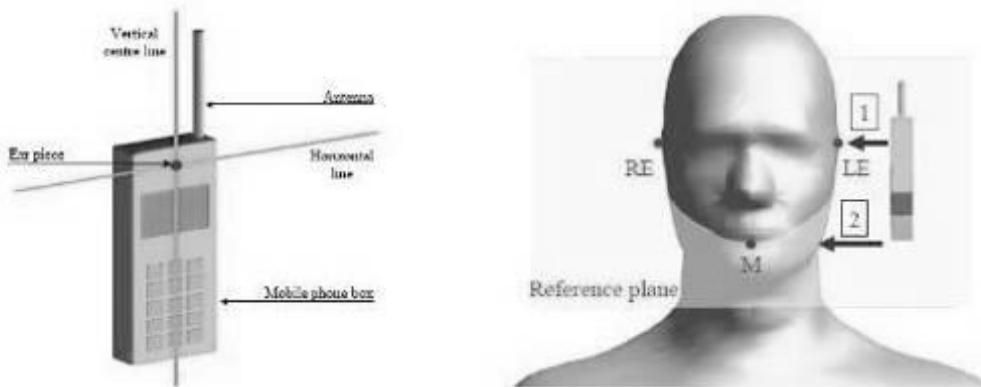 Vertical
centre line
Antenna
Ear piece
Horizontal
line
Mobile phone box
1
RE
LE
2
M
Reference plane